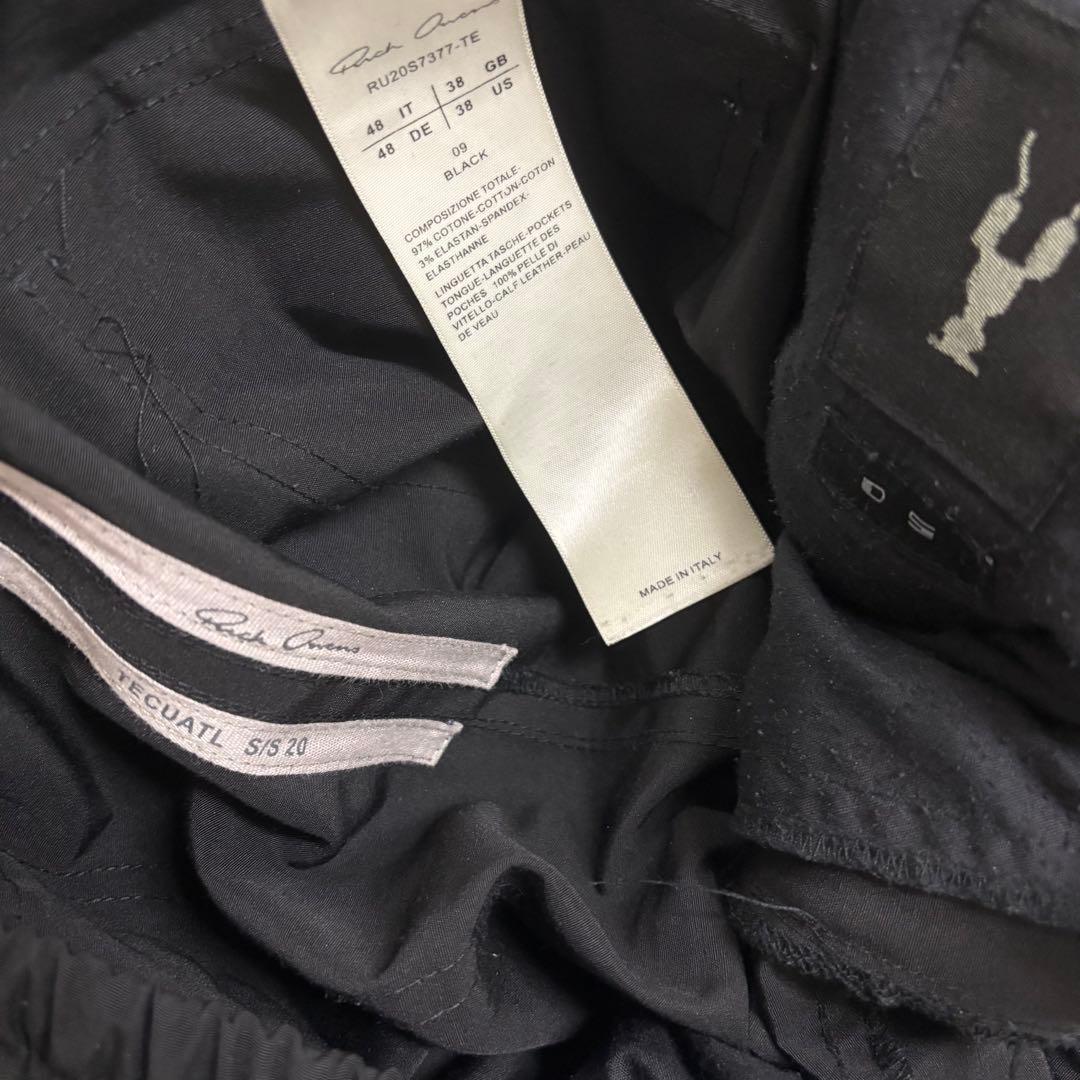 Rick Owens
RU20S7377-TE
48 IT 38 GB
48 DE 38 US
09
BLACK
COMPOSIZIONE TOTALE-
97% COTONE-COTTON-COTON
3% ELASTAN-SPANDEX-
ELASTHANNE
LINGUETTA TASCHE-POCKETS
TONGUE-LANGUETTE DES
POCHES 100% PELLE DI
VITELLO-CALF LEATHER-PEAU
DE VEAU
MADE IN ITALY
Rick Owens
TECUATL S/S 20